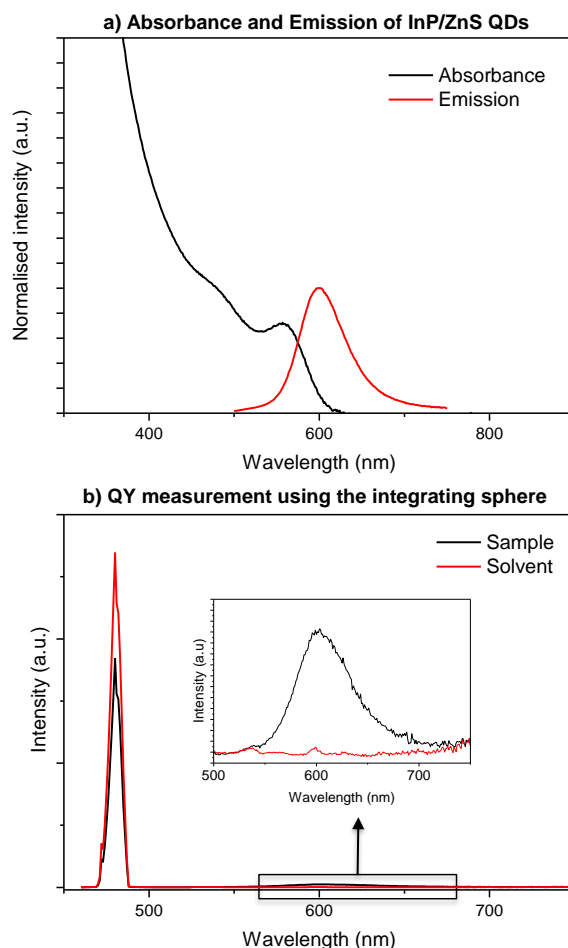 a) Absorbance and Emission of InP/ZnS QDs
Absorbance
Emission
Normalised intensity (a.u.)
400
600
800
Wavelength (nm)
b) QY measurement using the integrating sphere
Sample
Solvent
Intensity (a.u.)
Intensity (a.u)
500
600
700
Wavelength (nm)
500
600
700
Wavelength (nm)